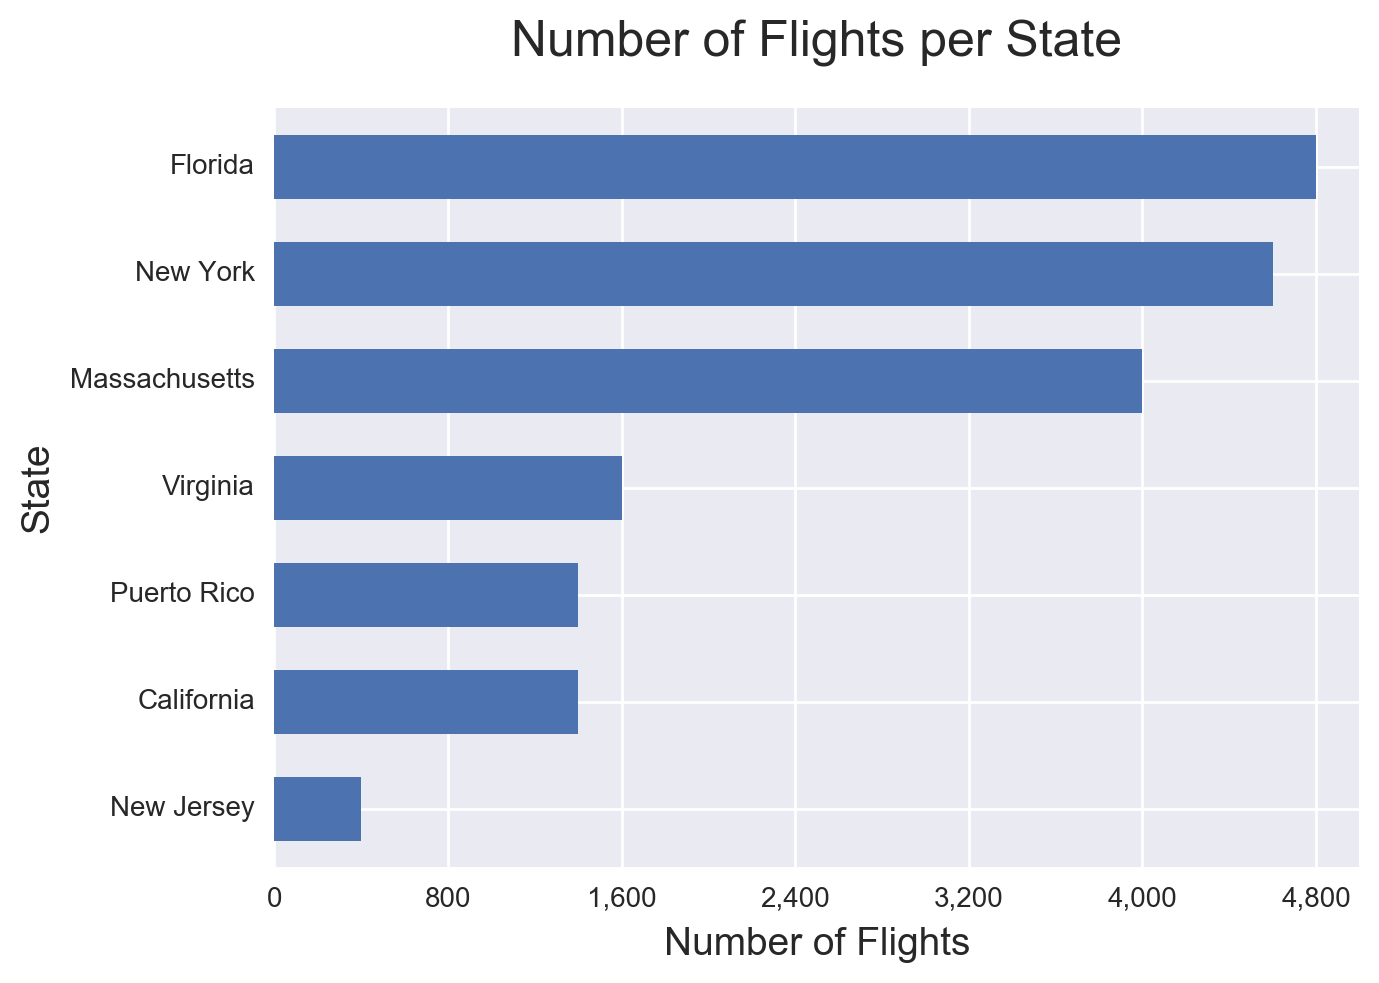 Number of Flights per State
Florida
New York
Massachusetts
Virginia
Puerto Rico
California
New Jersey
State
0 800 1,600 2,400 3,200 4,000 4,800
Number of Flights